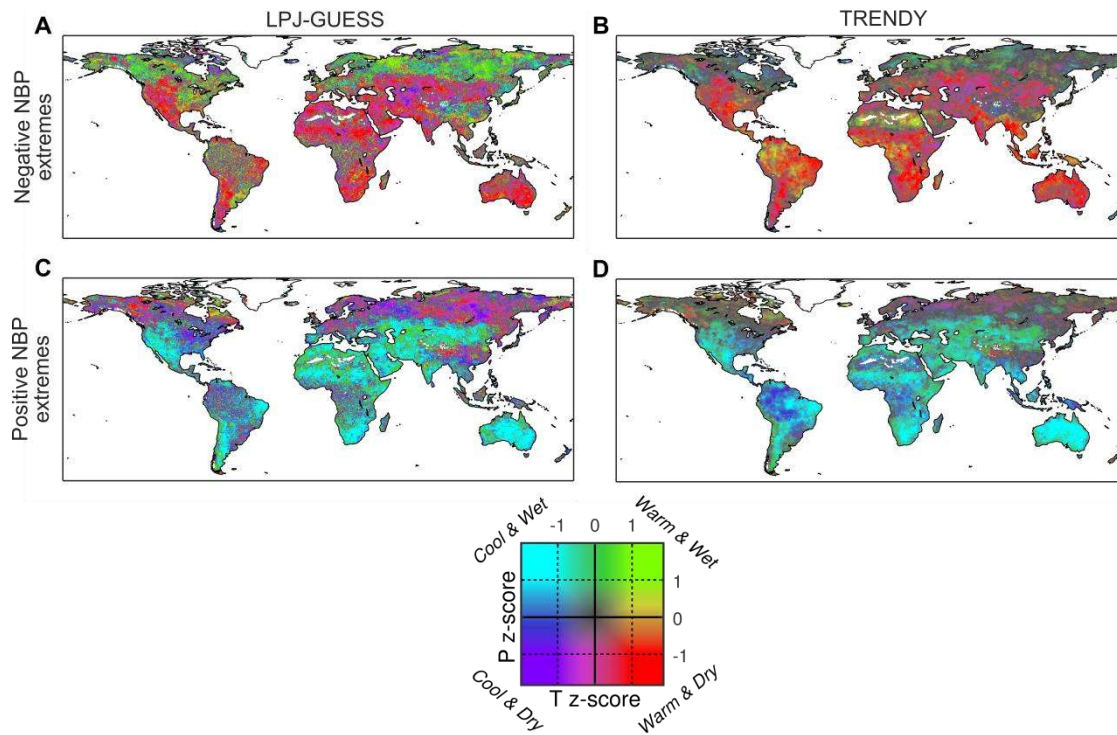 LPJ-GUESS
TRENDY
A
B
Negative NBP
extremes
C
D
Positive NBP
extremes
Cool & Wet
-1 0 1
Warm & Wet
P z-score
1
0
-1
Cool & Dry
T z-score
Warm & Dry